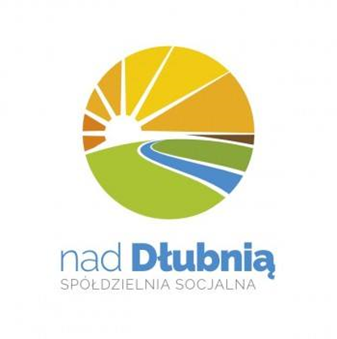 nad Dłubnią
SPÓŁDZIELNIA SOCJALNA